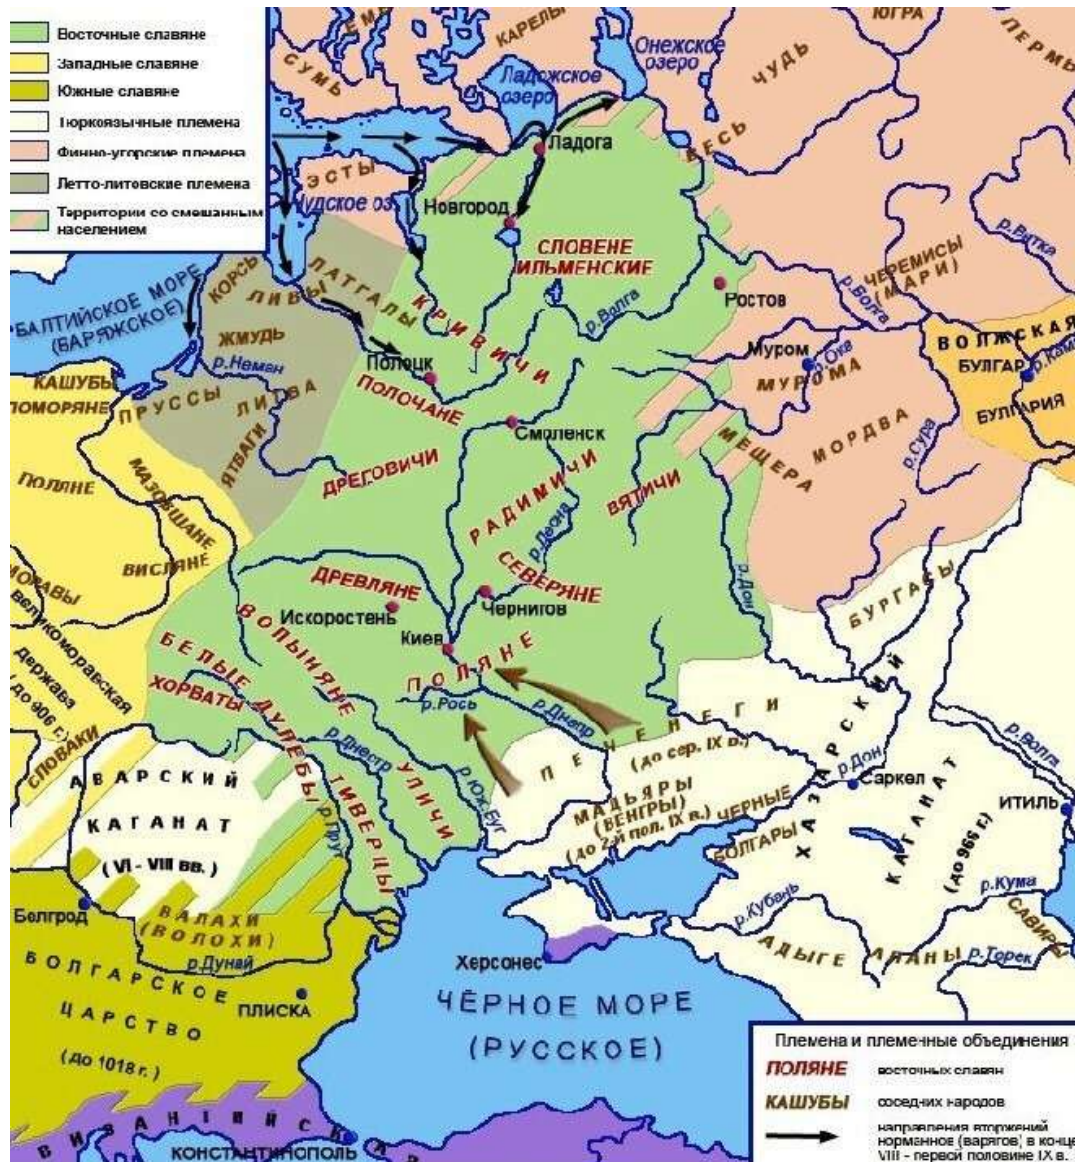 Восточные славяне
Западные славяне
Южные славяне
Тюркоязычные племена
Финно-угорские племена
Летто-литовские племена
Территории со смешанным
населением
ЕМЬ
СУМЬ
КАРЕЛЫ
Онежское
озеро
Ладожское
озеро
ЧУДЬ
ЮГРА
ПЕРМЬ
Ладога
ВЕСЬ
ЭСТЫ
Чудское оз.
Новгород
СЛОВЕНЕ
ИЛЬМЕНСКИЕ
Ростов
р.Вятка
ЧЕРЕМИСЫ
(МАРИ)
р.Волга
р.Волга
БАЛТИЙСКОЕ МОРЕ
(ВАРЯЖСКОЕ)
КОРСЬ
ЛИВЫ
ЛАТГАЛЫ
КРИВИЧИ
ЖМУДЬ
р.Неман
Полоцк
ПОЛОЧАНЕ
Муром
р.Ока
МУРОМА
ВОЛЖСКАЯ
БУЛГАР
р.Кама
БУЛГАРИЯ
КАШУБЫ
ПОМОРЯНЕ
ПРУССЫ
ЛИТВА
ЯТВАГИ
Смоленск
МЕЩЕРА
МОРДВА
р.Сура
ПОЛЯНЕ
МАЗОВШАНЕ
ВИСЛЯНЕ
ДРЕГОВИЧИ
РАДИМИЧИ
р.Десна
ВЯТИЧИ
СЕВЕРЯНЕ
р.Дон
БУРТАСЫ
МОРАВЫ
Великоморавская
держава
(до 906 г.)
СЛОВАКИ
ДРЕВЛЯНЕ
Искоростень
Чернигов
Киев
ПОЛЯНЕ
р.Рось
р.Днепр
ВОЛЫНЯНЕ
БЕЛЫЕ
ХОРВАТЫ
ДУЛЕБЫ
р.Днестр
УЛИЧИ
р.Юж.Буг
ТИВЕРЦЫ
р.Прут
ПЕЧЕНЕГИ
(до сер. IX в.)
МАДЬЯРЫ
(ВЕНГРЫ)
(до 2-й пол. IX в.)
ЧЕРНЫЕ
БОЛГАРЫ
ХАЗАРСКИЙ
КАГАНАТ
(до 966 г.)
р.Дон
Саркел
р.Волга
ИТИЛЬ
АВАРСКИЙ
КАГАНАТ
(VI - VIII вв.)
Белград
ВАЛАХИ
(ВОЛОХИ)
р.Дунай
БОЛГАРСКОЕ
ЦАРСТВО
(до 1018 г.)
ПЛИСКА
р.Кубань
р.Кума
САВИРЫ
АДЫГЕ
АЛАНЫ
р.Терек
Херсонес
ЧЁРНОЕ МОРЕ
(РУССКОЕ)
КОНСТАНТИНОПОЛЬ
Племена и племенные объединения
ПОЛЯНЕ восточных славян
КАШУБЫ соседних народов
направления вторжений
норманнов (варягов) в конце
VIII - первой половине IX в.